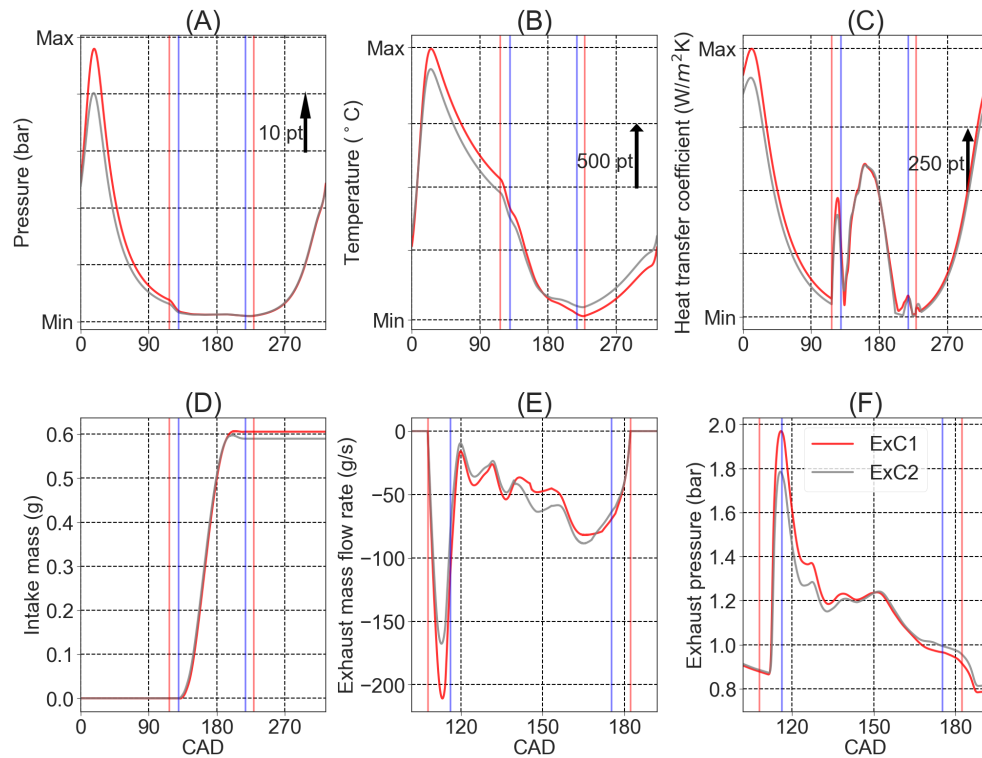 (A)
(B)
(C)
Pressure (bar)
Max
Min
10 pt
0
90
180
270
Temperature (°C)
Max
Min
500 pt
0
90
180
270
Heat transfer coefficient (W/m²K)
Max
Min
250 pt
0
90
180
270
(D)
(E)
(F)
Intake mass (g)
0.6
0.5
0.4
0.3
0.2
0.1
0.0
0
90
180
270
CAD
Exhaust mass flow rate (g/s)
0
−50
−100
−150
−200
120
150
180
CAD
Exhaust pressure (bar)
2.0
1.8
1.6
1.4
1.2
1.0
0.8
ExC1
ExC2
120
150
180
CAD